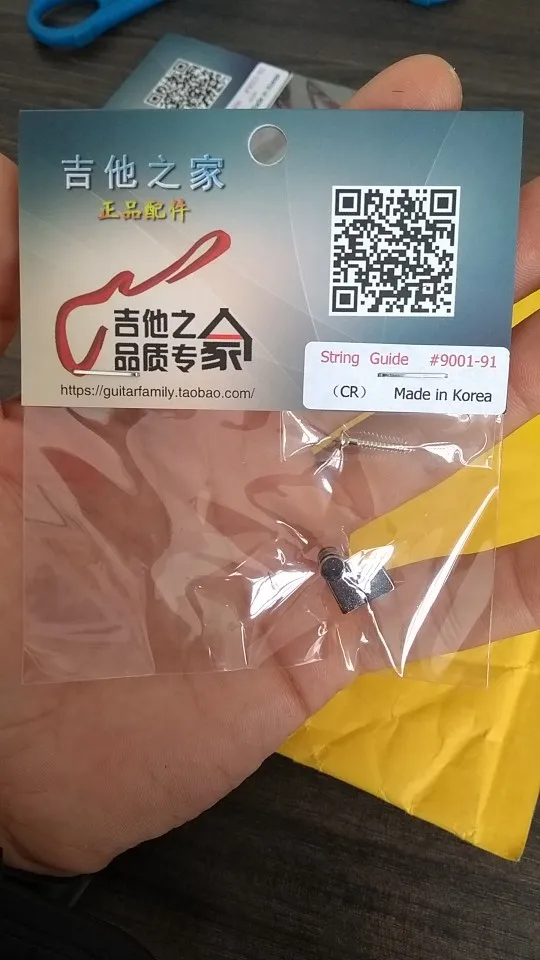 吉他之家
正品配件
吉他之
品质专家
https://guitarfamily.taobao.com/
String Guide #9001-91
(CR) Made in Korea